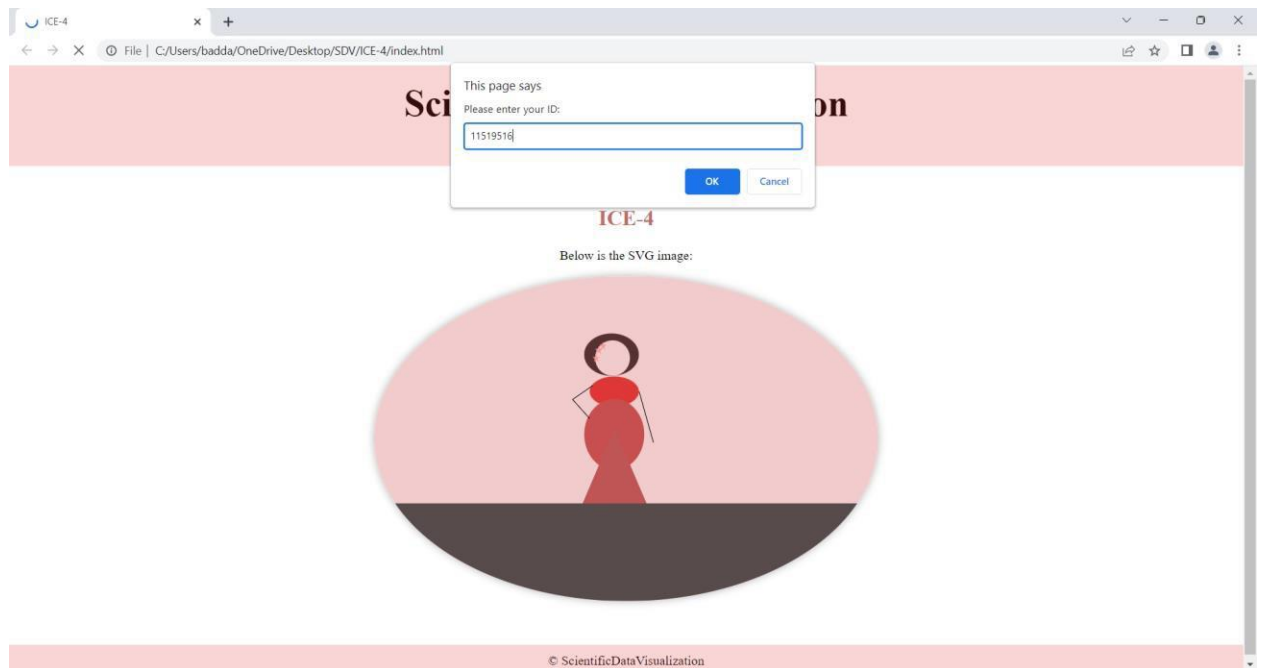 ICE-4
File | C:/Users/badda/OneDrive/Desktop/SDV/ICE-4/index.html
This page says
Please enter your ID:
11519516
OK Cancel
Sci on
ICE-4
Below is the SVG image:
© ScientificDataVisualization